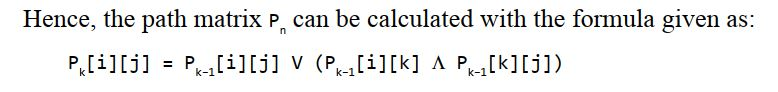 Hence, the path matrix Pₙ can be calculated with the formula given as:
Pₖ[i][j] = Pₖ₋₁[i][j] V (Pₖ₋₁[i][k] Λ Pₖ₋₁[k][j])